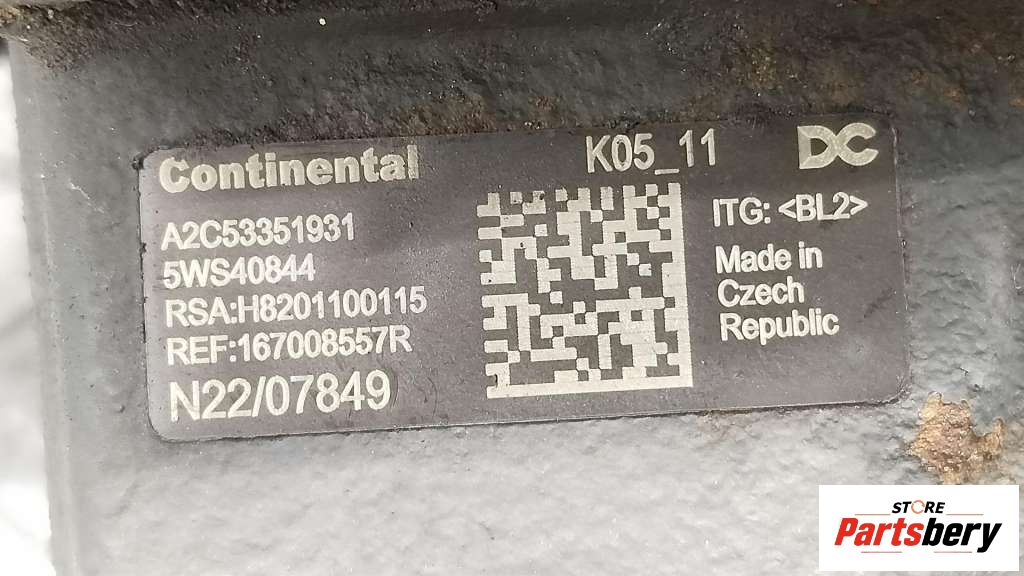 Continental
K05_11
DC
A2C53351931
5WS40844
RSA:H8201100115
REF:167008557R
N22/07849
ITG: <BL2>
Made in
Czech
Republic
STORE
Partsbery